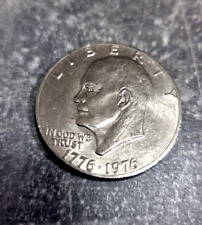 LIBERTY
IN GOD WE
TRUST
1776 · 1976